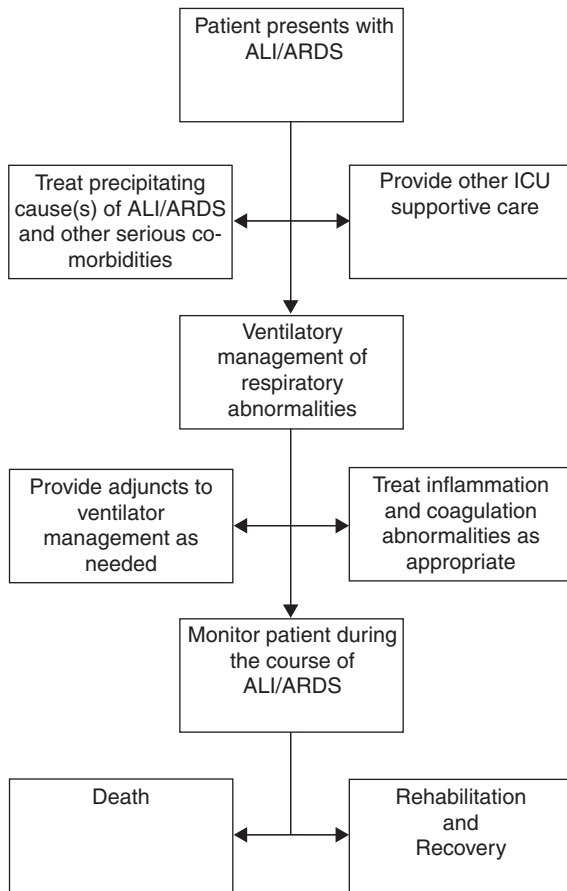 Patient presents with
ALI/ARDS
Treat precipitating
cause(s) of ALI/ARDS
and other serious co-
morbidities
Provide other ICU
supportive care
Ventilatory
management of
respiratory
abnormalities
Provide adjuncts to
ventilator
management as
needed
Treat inflammation
and coagulation
abnormalities as
appropriate
Monitor patient during
the course of
ALI/ARDS
Death
Rehabilitation
and
Recovery